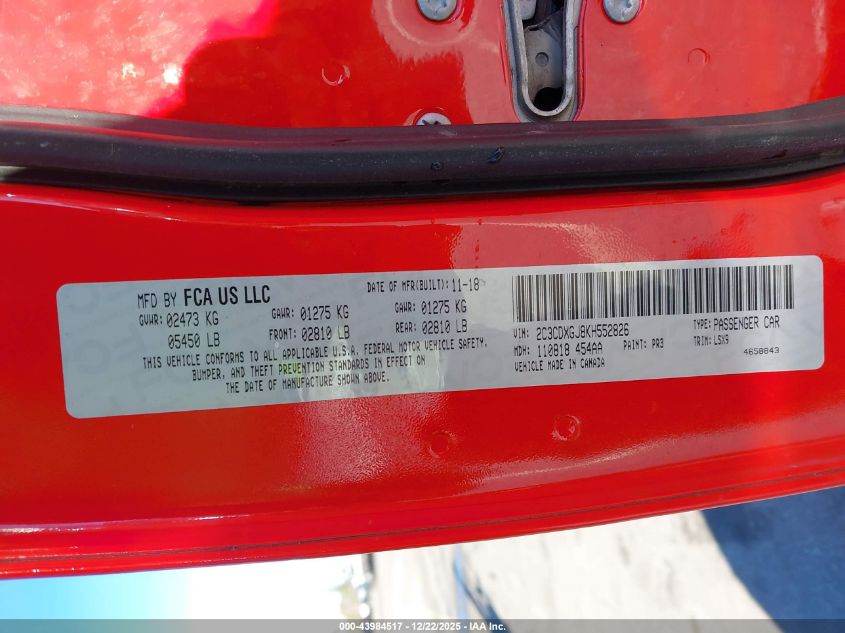 MFD BY FCA US LLC
DATE OF MFR(BUILT): 11-18
GVWR: 02473 KG
GAWR: 01275 KG
GAWR: 01275 KG
05450 LB
FRONT: 02810 LB
REAR: 02810 LB
THIS VEHICLE CONFORMS TO ALL APPLICABLE U.S.A. FEDERAL MOTOR VEHICLE SAFETY,
BUMPER, AND THEFT PREVENTION STANDARDS IN EFFECT ON
THE DATE OF MANUFACTURE SHOWN ABOVE.
VIN: 2C3CDXGJ8KH552826
TYPE: PASSENGER CAR
MDH: 110818 454AA
PAINT: PR3
TRIM: LSX9
VEHICLE MADE IN CANADA
4658843
000-43984517 • 12/22/2025 • IAA Inc.